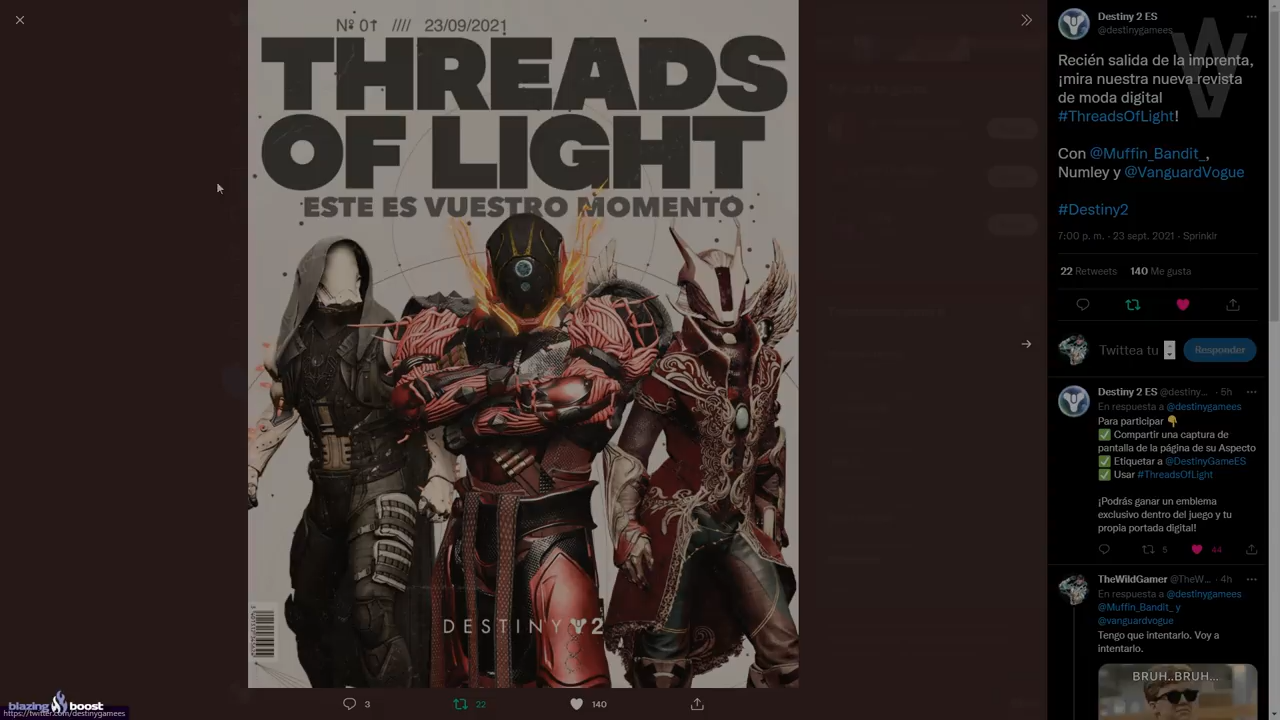 Nº 01 //// 23/09/2021
THREADS
OF LIGHT
ESTE ES VUESTRO MOMENTO
DESTINY 2
3
22
140
blazing boost
https://twitter.com/destinygamees
Destiny 2 ES
@destinygamees
Recién salida de la imprenta,
¡mira nuestra nueva revista
de moda digital
#ThreadsOfLight!
Con @Muffin_Bandit_,
Numley y @VanguardVogue
#Destiny2
7:00 p. m. · 23 sept. 2021 · Sprinklr
22 Retweets 140 Me gusta
Twittea tu
Responder
Destiny 2 ES @destiny... · 5h
En respuesta a @destinygamees
Para participar 👇
✅ Compartir una captura de
pantalla de la página de su Aspecto
✅ Etiquetar a @DestinyGameES
✅ Usar #ThreadsOfLight
¡Podrás ganar un emblema
exclusivo dentro del juego y tu
propia portada digital!
5 44
TheWildGamer @TheW... · 4h
En respuesta a @destinygamees
@Muffin_Bandit_ y
@vanguardvogue
Tengo que intentarlo. Voy a
intentarlo.
BRUH..BRUH...